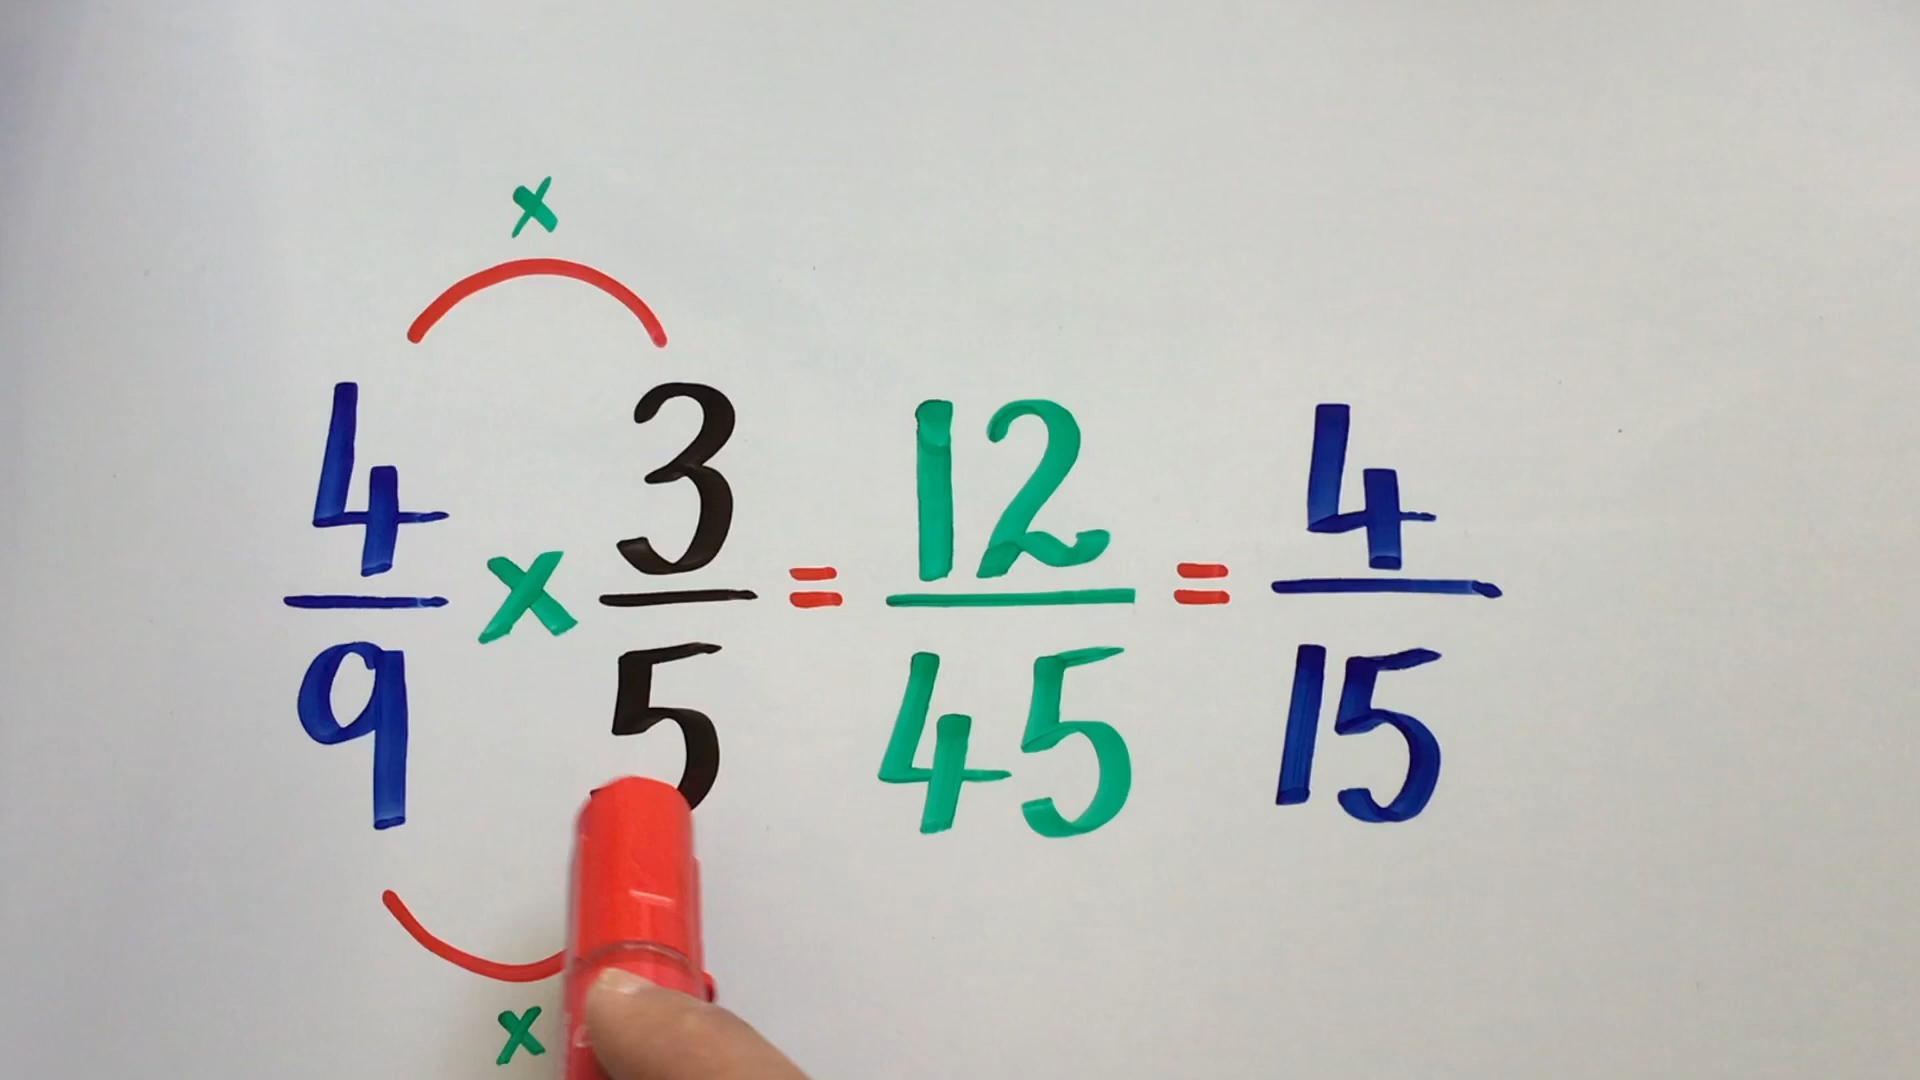 x
4/9 x 3/5 = 12/45 = 4/15
x